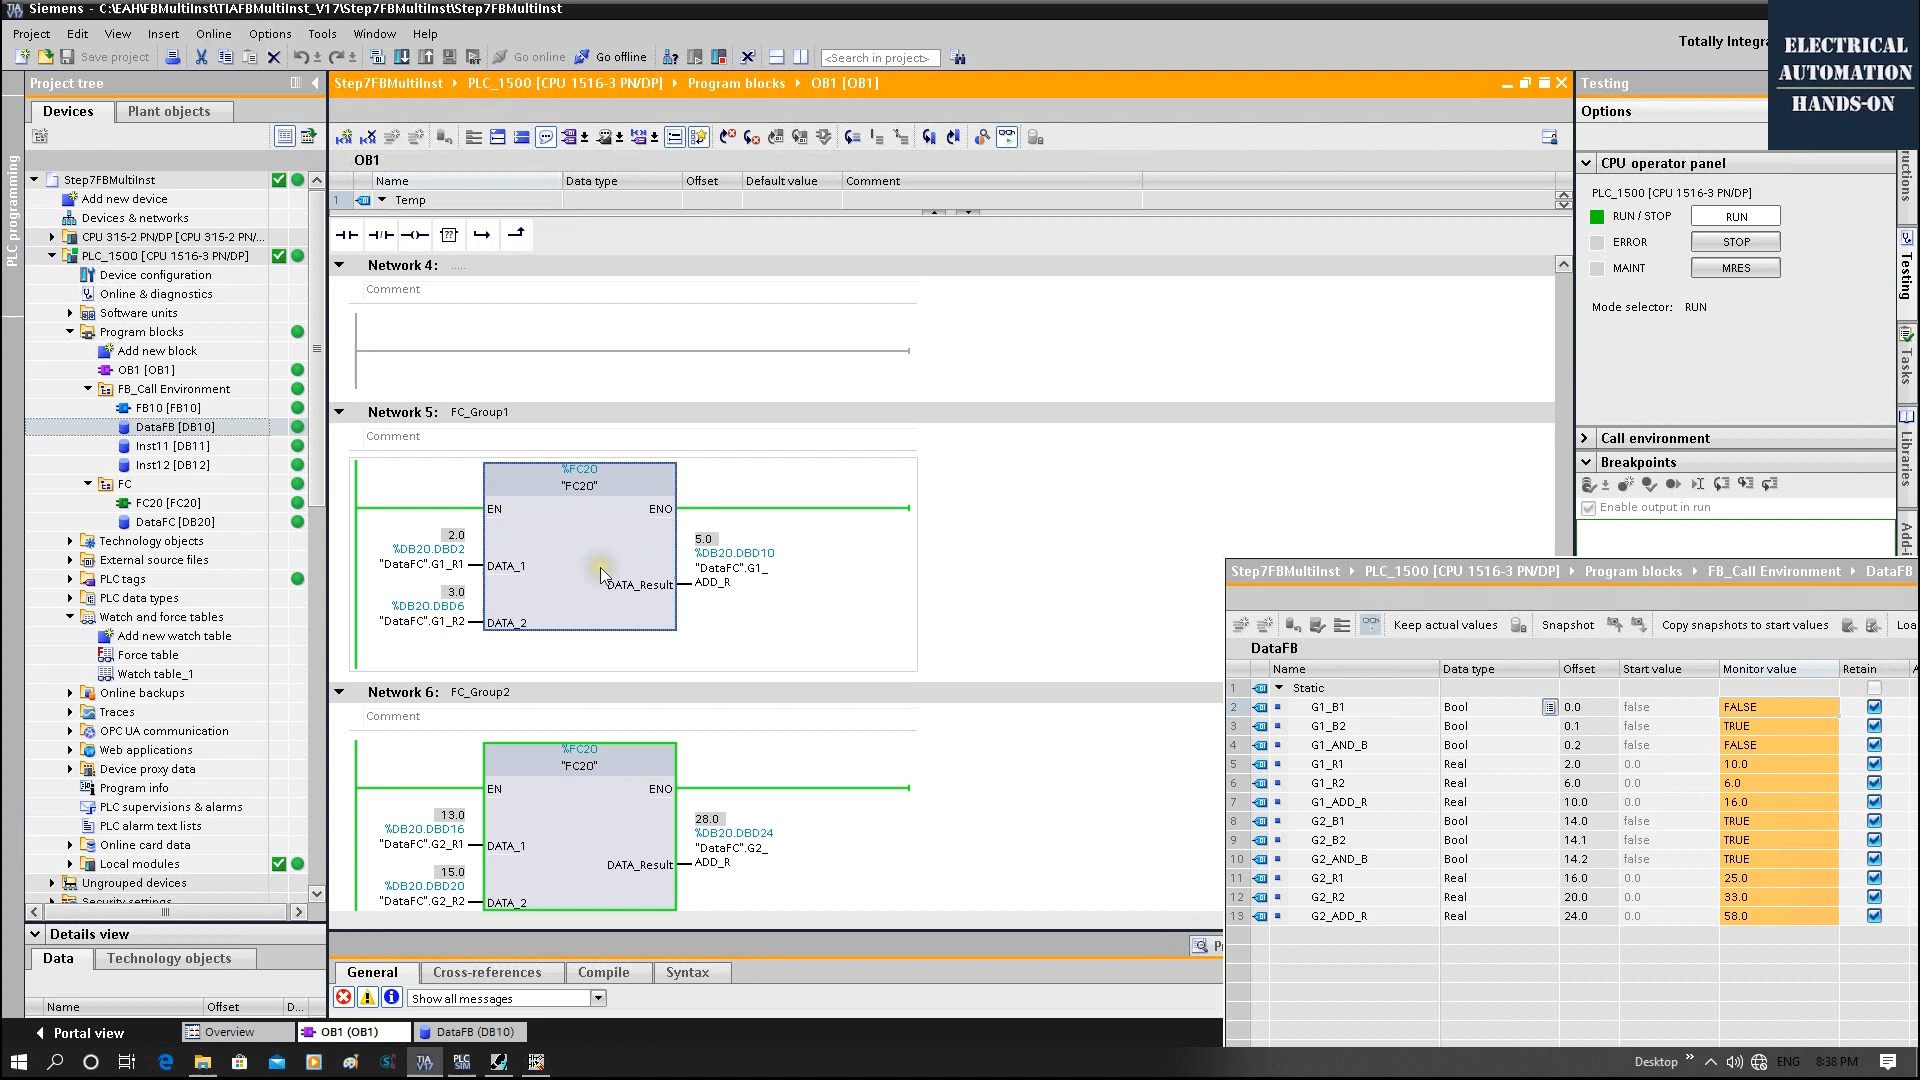 Siemens - C:\EAH\FBMultiInst\TIAFBMultiInst_V17\Step7FBMultiInst\Step7FBMultiInst
Project Edit View Insert Online Options Tools Window Help
Totally Integra
Save project Go online Go offline <Search in project>
ELECTRICAL
AUTOMATION
HANDS-ON
Project tree
Step7FBMultiInst PLC_1500 [CPU 1516-3 PN/DP] Program blocks OB1 [OB1]
Testing
Devices Plant objects
Options
PLC programming
OB1
Name Data type Offset Default value Comment
1 Temp
Step7FBMultiInst
Add new device
Devices & networks
CPU 315-2 PN/DP [CPU 315-2 PN/...
PLC_1500 [CPU 1516-3 PN/DP]
Device configuration
Online & diagnostics
Software units
Program blocks
Add new block
OB1 [OB1]
FB_Call Environment
FB10 [FB10]
DataFB [DB10]
Inst11 [DB11]
Inst12 [DB12]
FC
FC20 [FC20]
DataFC [DB20]
Technology objects
External source files
PLC tags
PLC data types
Watch and force tables
Add new watch table
Force table
Watch table_1
Online backups
Traces
OPC UA communication
Web applications
Device proxy data
Program info
PLC supervisions & alarms
PLC alarm text lists
Online card data
Local modules
Ungrouped devices
Security settings
Network 4: .....
Comment
Network 5: FC_Group1
Comment
%FC20
"FC20"
EN ENO
2.0
%DB20.DBD2
"DataFC".G1_R1 DATA_1
3.0
%DB20.DBD6
"DataFC".G1_R2 DATA_2
5.0
%DB20.DBD10
"DataFC".G1_
DATA_Result ADD_R
Network 6: FC_Group2
Comment
%FC20
"FC20"
EN ENO
13.0
%DB20.DBD16
"DataFC".G2_R1 DATA_1
15.0
%DB20.DBD20
"DataFC".G2_R2 DATA_2
28.0
%DB20.DBD24
"DataFC".G2_
DATA_Result ADD_R
CPU operator panel
PLC_1500 [CPU 1516-3 PN/DP]
RUN / STOP RUN
ERROR STOP
MAINT MRES
Mode selector: RUN
Call environment
Breakpoints
Enable output in run
Testing
Tasks
Libraries
Add-i
Step7FBMultiInst PLC_1500 [CPU 1516-3 PN/DP] Program blocks FB_Call Environment DataFB
Keep actual values Snapshot Copy snapshots to start values Loa
DataFB
Name Data type Offset Start value Monitor value Retain
1 Static
2 G1_B1 Bool 0.0 false FALSE
3 G1_B2 Bool 0.1 false TRUE
4 G1_AND_B Bool 0.2 false FALSE
5 G1_R1 Real 2.0 0.0 10.0
6 G1_R2 Real 6.0 0.0 6.0
7 G1_ADD_R Real 10.0 0.0 16.0
8 G2_B1 Bool 14.0 false TRUE
9 G2_B2 Bool 14.1 false TRUE
10 G2_AND_B Bool 14.2 false TRUE
11 G2_R1 Real 16.0 0.0 25.0
12 G2_R2 Real 20.0 0.0 33.0
13 G2_ADD_R Real 24.0 0.0 58.0
Details view
Data Technology objects
Name Offset D...
General Cross-references Compile Syntax
Show all messages
Portal view Overview OB1 (OB1) DataFB (DB10)
Desktop ENG 8:38 PM